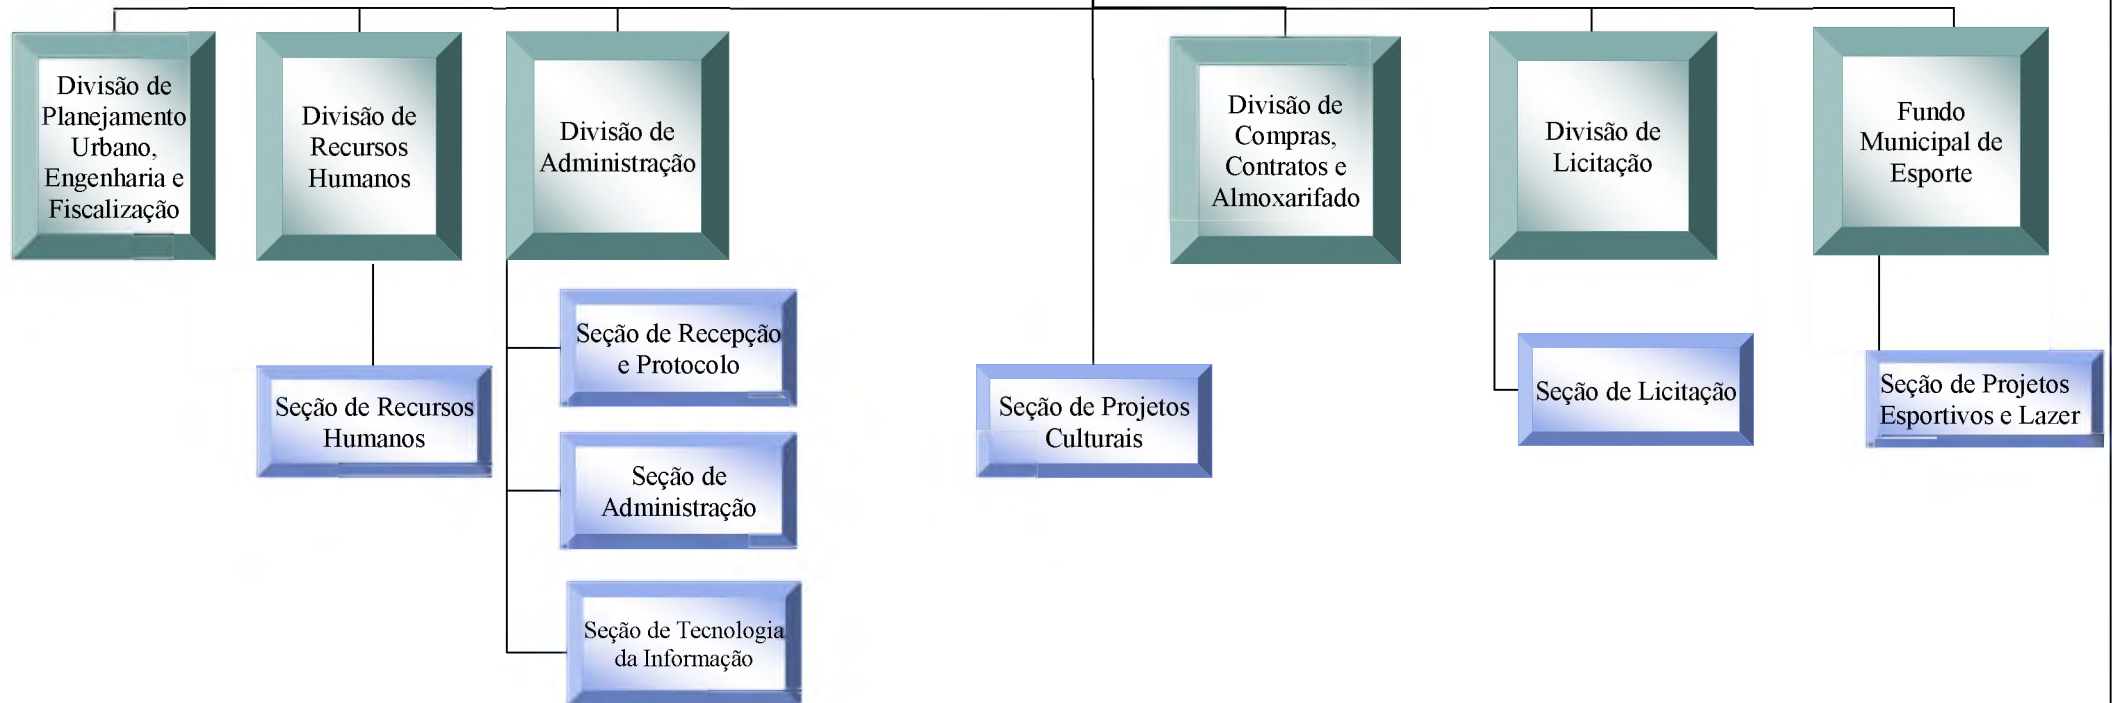 Divisão de
Planejamento
Urbano,
Engenharia e
Fiscalização
Divisão de
Recursos
Humanos
Divisão de
Administração
Divisão de
Compras,
Contratos e
Almoxarifado
Divisão de
Licitação
Fundo
Municipal de
Esporte
Seção de Recepção
e Protocolo
Seção de Recursos
Humanos
Seção de Projetos
Culturais
Seção de Licitação
Seção de Projetos
Esportivos e Lazer
Seção de
Administração
Seção de Tecnologia
da Informação